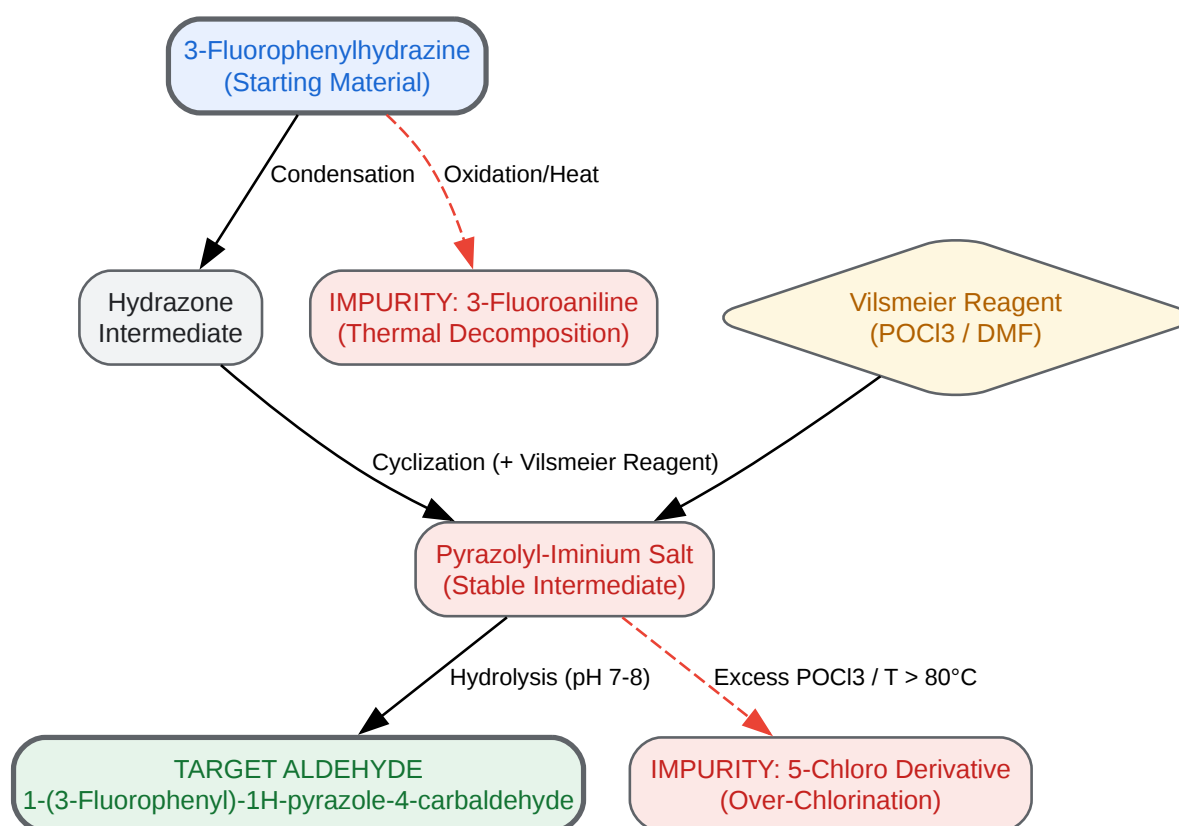 3-Fluorophenylhydrazine
(Starting Material)
Condensation
Oxidation/Heat
Hydrazone
Intermediate
IMPURITY: 3-Fluoroaniline
(Thermal Decomposition)
Vilsmeier Reagent
(POCl3 / DMF)
Cyclization (+ Vilsmeier Reagent)
Pyrazolyl-Iminium Salt
(Stable Intermediate)
Hydrolysis (pH 7-8)
Excess POCl3 / T > 80°C
TARGET ALDEHYDE
1-(3-Fluorophenyl)-1H-pyrazole-4-carbaldehyde
IMPURITY: 5-Chloro Derivative
(Over-Chlorination)